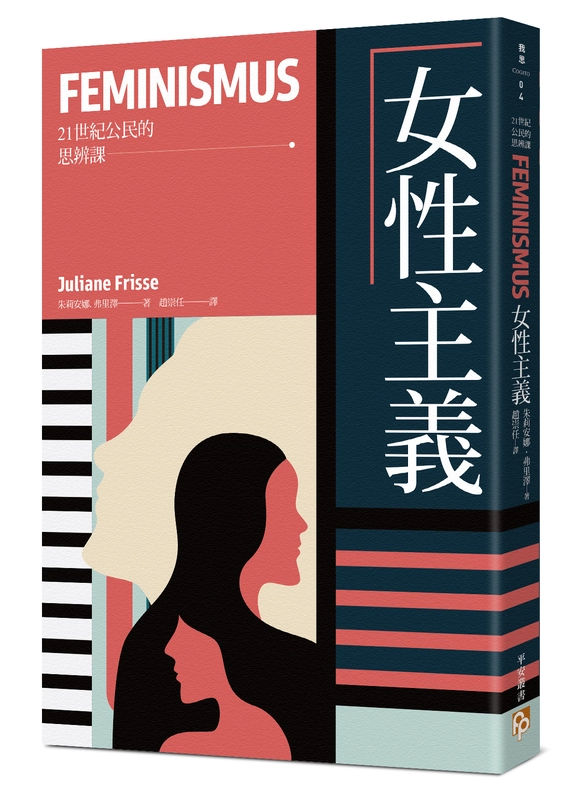 FEMINISMUS
21世紀公民的
思辨課
Juliane Frisse
朱莉安娜.弗里澤——著 趙崇任——譯
女性主義
我思
COGITO
04
21世紀
公民的
思辨課
FEMINISMUS
女性主義
朱莉安娜.弗里澤—著
趙崇任—譯
平安叢書